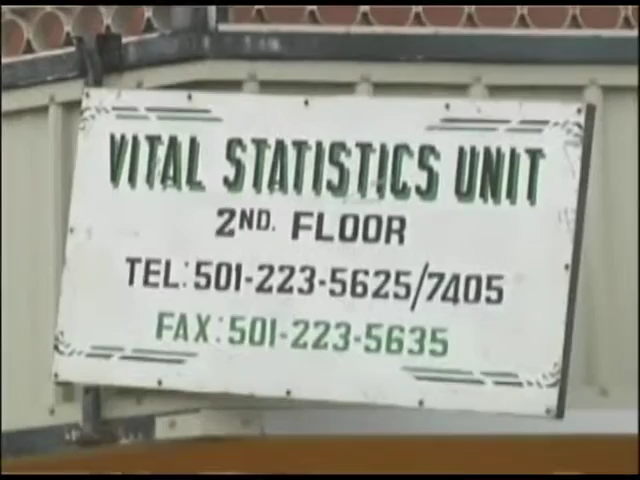 VITAL STATISTICS UNIT
2ND. FLOOR
TEL: 501-223-5625/7405
FAX: 501-223-5635